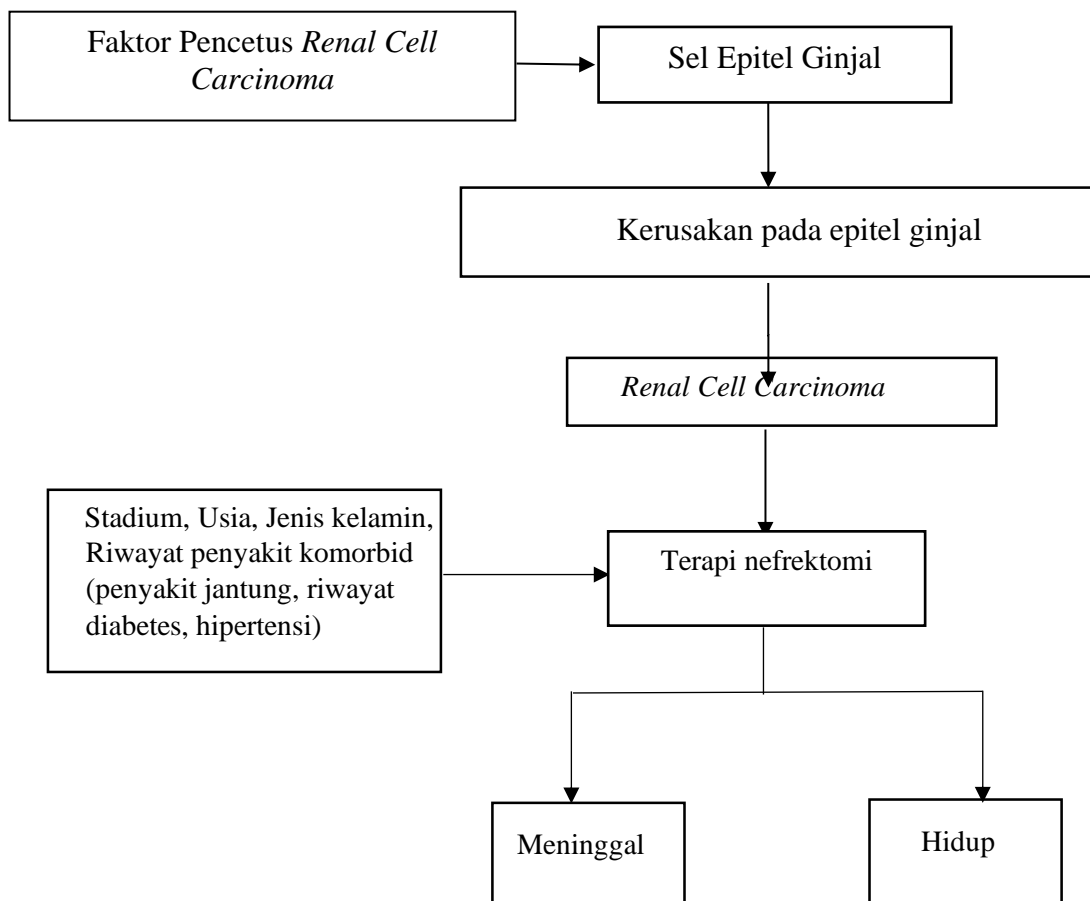 Faktor Pencetus Renal Cell
Carcinoma
Sel Epitel Ginjal
Kerusakan pada epitel ginjal
Renal Cell Carcinoma
Stadium, Usia, Jenis kelamin,
Riwayat penyakit komorbid
(penyakit jantung, riwayat
diabetes, hipertensi)
Terapi nefrektomi
Meninggal
Hidup